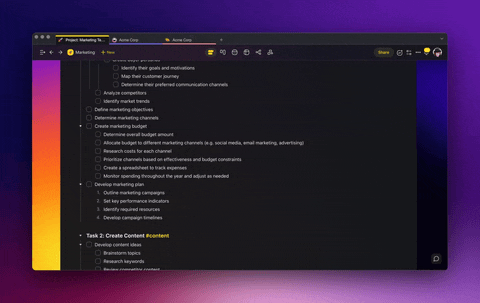 Project: Marketing Ta...
Acme Corp
Acme Corp
Marketing
New
Share
Identify their goals and motivations
Map their customer journey
Determine their preferred communication channels
Analyze competitors
Identify market trends
Define marketing objectives
Determine marketing channels
Create marketing budget
Determine overall budget amount
Allocate budget to different marketing channels (e.g. social media, email marketing, advertising)
Research costs for each channel
Prioritize channels based on effectiveness and budget constraints
Create a spreadsheet to track expenses
Monitor spending throughout the year and adjust as needed
Develop marketing plan
1. Outline marketing campaigns
2. Set key performance indicators
3. Identify required resources
4. Develop campaign timelines
Task 2: Create Content #content
Develop content ideas
Brainstorm topics
Research keywords
Review competitor content